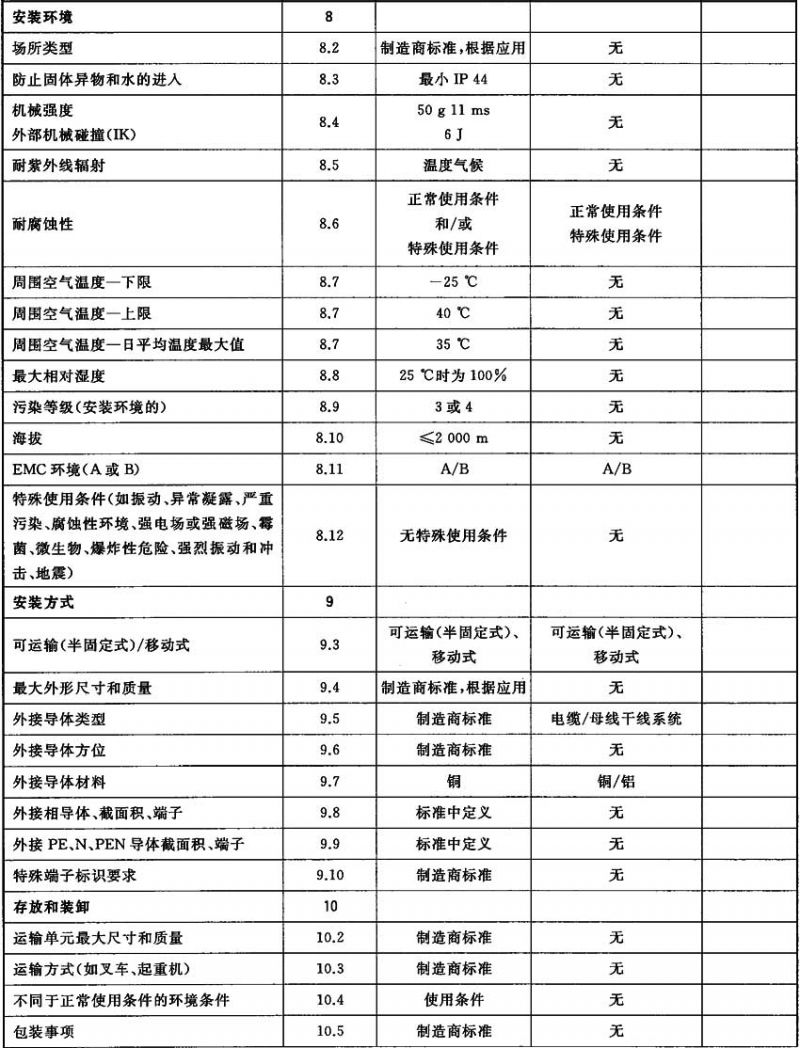 安装环境 8
场所类型 8.2 制造商标准,根据应用 无
防止固体异物和水的进入 8.3 最小 IP 44 无
机械强度
外部机械碰撞(IK) 8.4 50 g 11 ms
6 J 无
耐紫外线辐射 8.5 温度气候 无
耐腐蚀性 8.6 正常使用条件
和/或
特殊使用条件 正常使用条件
特殊使用条件
周围空气温度—下限 8.7 —25 ℃ 无
周围空气温度—上限 8.7 40 ℃ 无
周围空气温度—日平均温度最大值 8.7 35 ℃ 无
最大相对湿度 8.8 25 ℃时为 100% 无
污染等级(安装环境的) 8.9 3 或 4 无
海拔 8.10 ≤2 000 m 无
EMC 环境(A 或 B) 8.11 A/B A/B
特殊使用条件(如振动、异常凝露、严重
污染、腐蚀性环境、强电场或强磁场、霉
菌、微生物、爆炸性危险、强烈振动和冲
击、地震) 8.12 无特殊使用条件 无
安装方式 9
可运输(半固定式)/移动式 9.3 可运输(半固定式)、
移动式 可运输(半固定式)、
移动式
最大外形尺寸和质量 9.4 制造商标准,根据应用 无
外接导体类型 9.5 制造商标准 电缆/母线干线系统
外接导体方位 9.6 制造商标准 无
外接导体材料 9.7 铜 铜/铝
外接相导体、截面积、端子 9.8 标准中定义 无
外接 PE、N、PEN 导体截面积、端子 9.9 标准中定义 无
特殊端子标识要求 9.10 制造商标准 无
存放和装卸 10
运输单元最大尺寸和质量 10.2 制造商标准 无
运输方式(如叉车、起重机) 10.3 制造商标准 无
不同于正常使用条件的环境条件 10.4 使用条件 无
包装事项 10.5 制造商标准 无